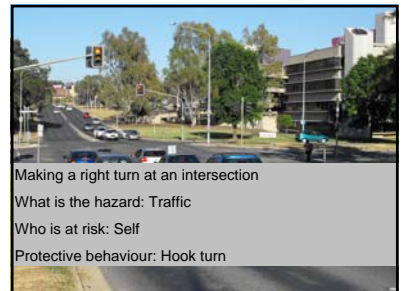 Making a right turn at an intersection
What is the hazard: Traffic
Who is at risk: Self
Protective behaviour: Hook turn